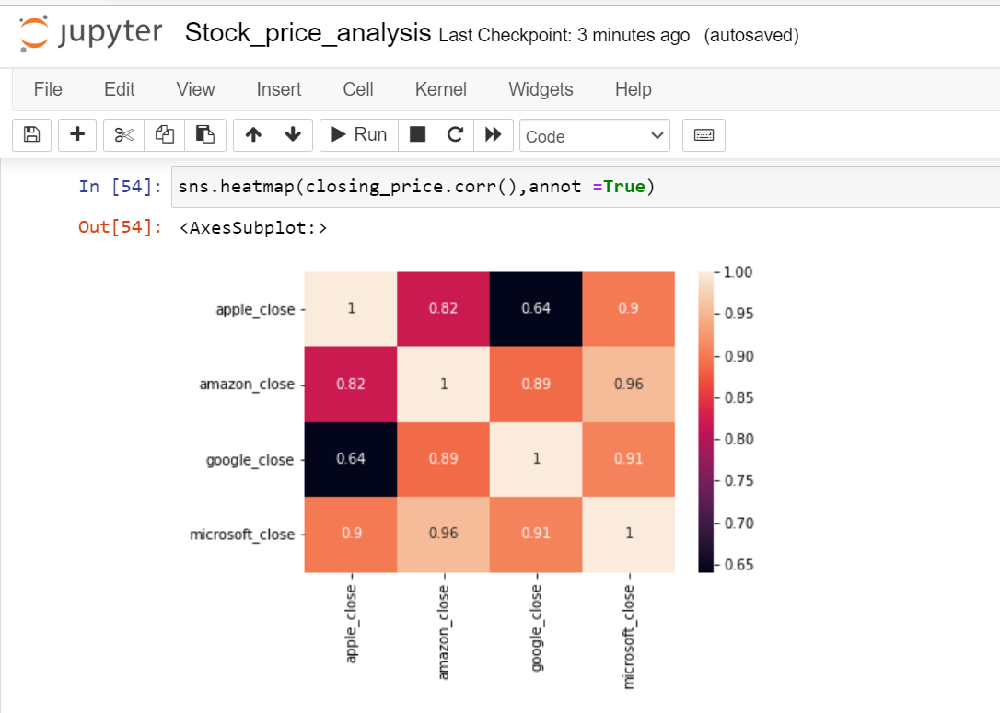 jupyter Stock_price_analysis Last Checkpoint: 3 minutes ago (autosaved)
File Edit View Insert Cell Kernel Widgets Help
Run Code
In [54]: sns.heatmap(closing_price.corr(),annot =True)
Out[54]: <AxesSubplot:>
apple_close 1 0.82 0.64 0.9
amazon_close 0.82 1 0.89 0.96
google_close 0.64 0.89 1 0.91
microsoft_close 0.9 0.96 0.91 1
apple_close amazon_close google_close microsoft_close
1.00
0.95
0.90
0.85
0.80
0.75
0.70
0.65